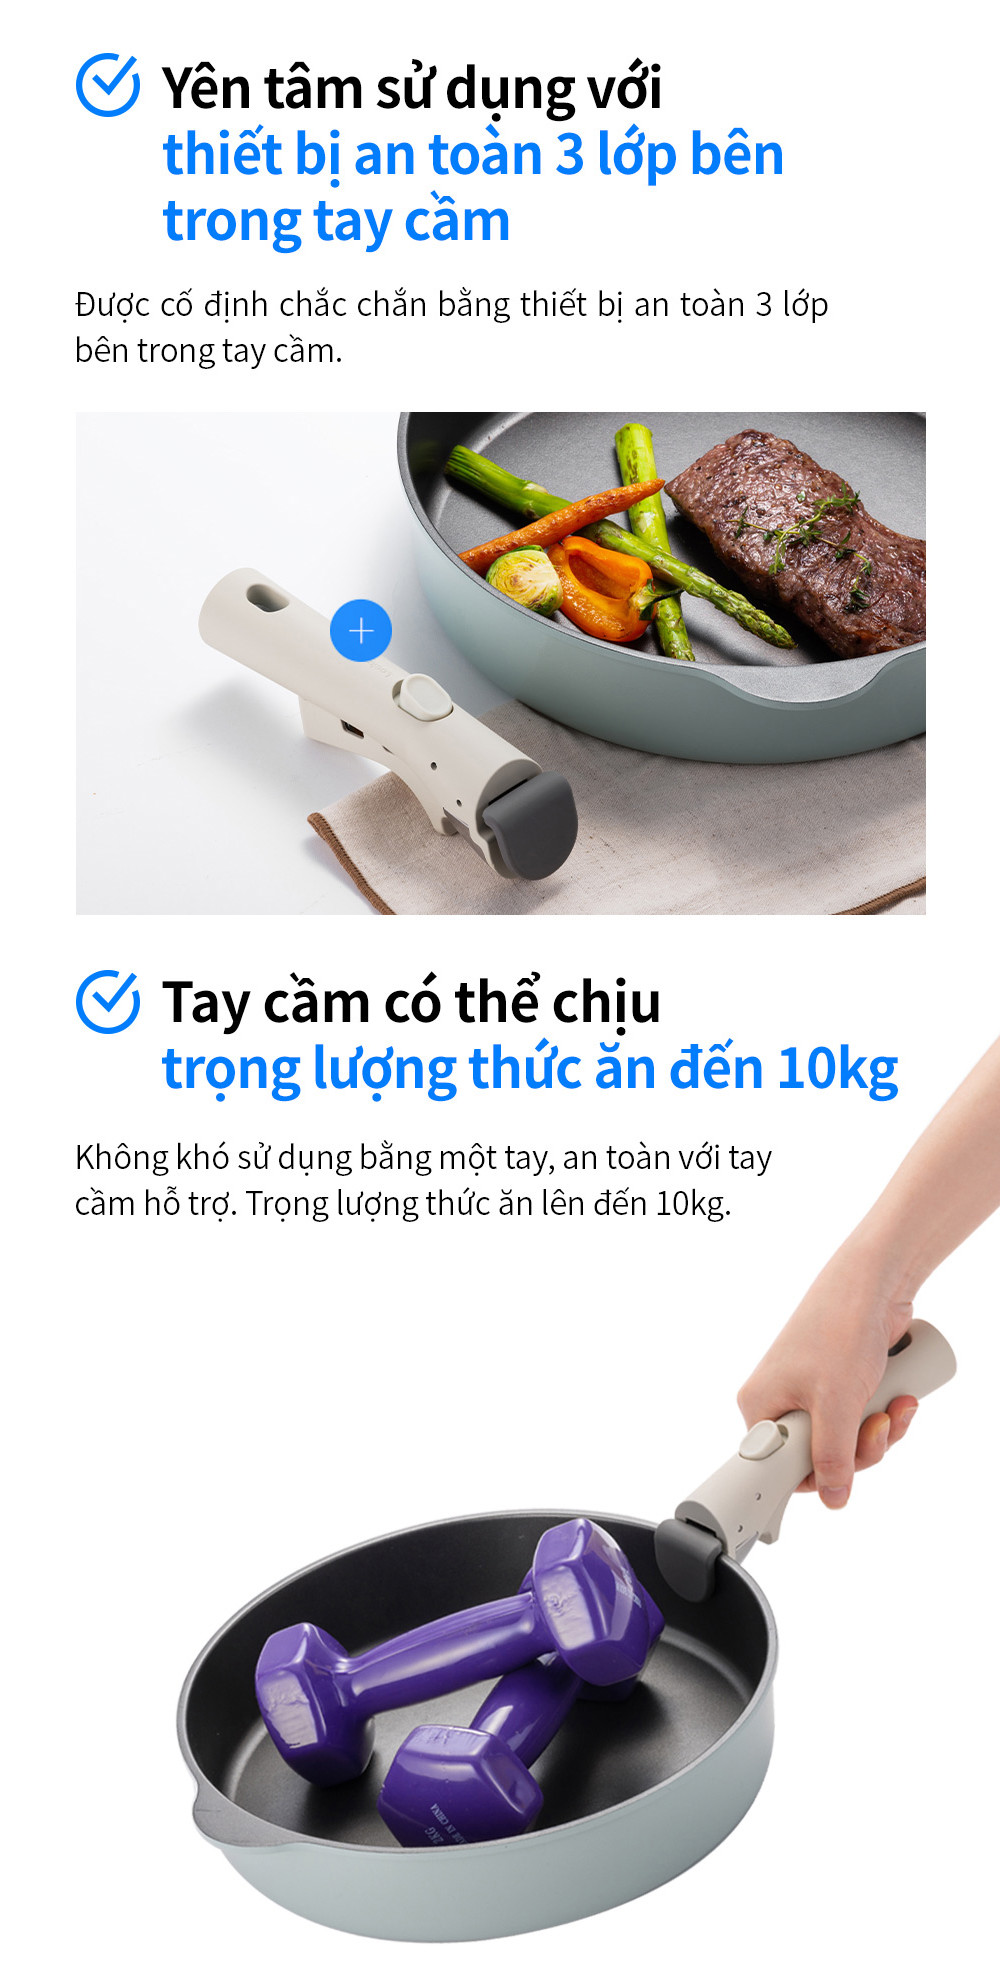 Yên tâm sử dụng với
thiết bị an toàn 3 lớp bên
trong tay cầm
Được cố định chắc chắn bằng thiết bị an toàn 3 lớp
bên trong tay cầm.
Tay cầm có thể chịu
trọng lượng thức ăn đến 10kg
Không khó sử dụng bằng một tay, an toàn với tay
cầm hỗ trợ. Trọng lượng thức ăn lên đến 10kg.
2KG